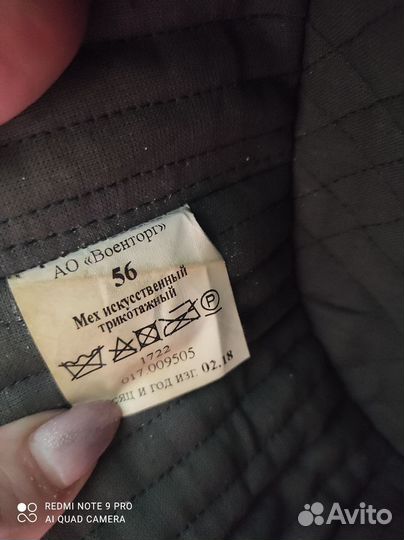 АО «Военторг»
56
Мех искусственный
трикотажный
P
1722
017.009505
сяц и год изг. 02.18
REDMI NOTE 9 PRO
AI QUAD CAMERA
Avito